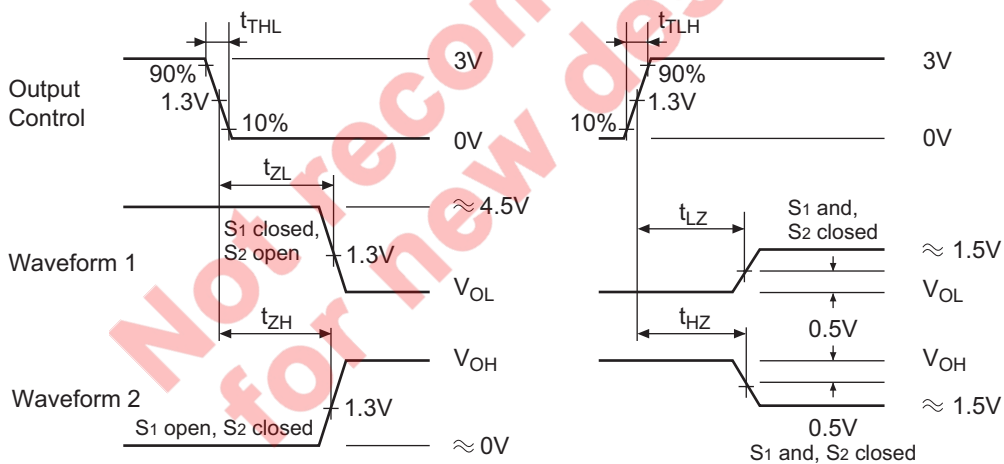 tTHL
tTLH
90%
3V
90%
3V
Output
Control
1.3V
1.3V
10%
0V
10%
0V
tZL
≈ 4.5V
S1 closed,
S2 open
tLZ
S1 and,
S2 closed
Waveform 1
1.3V
≈ 1.5V
VOL
VOL
0.5V
tZH
tHZ
VOH
VOH
Waveform 2
1.3V
≈ 1.5V
S1 open, S2 closed
≈ 0V
0.5V
S1 and, S2 closed
Not recom
for new des